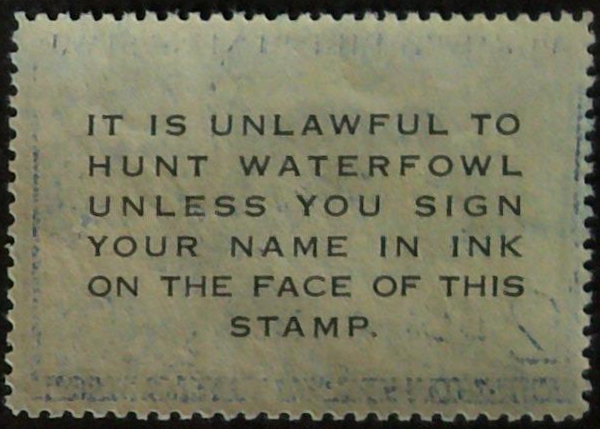 IT IS UNLAWFUL TO
HUNT WATERFOWL
UNLESS YOU SIGN
YOUR NAME IN INK
ON THE FACE OF THIS
STAMP.